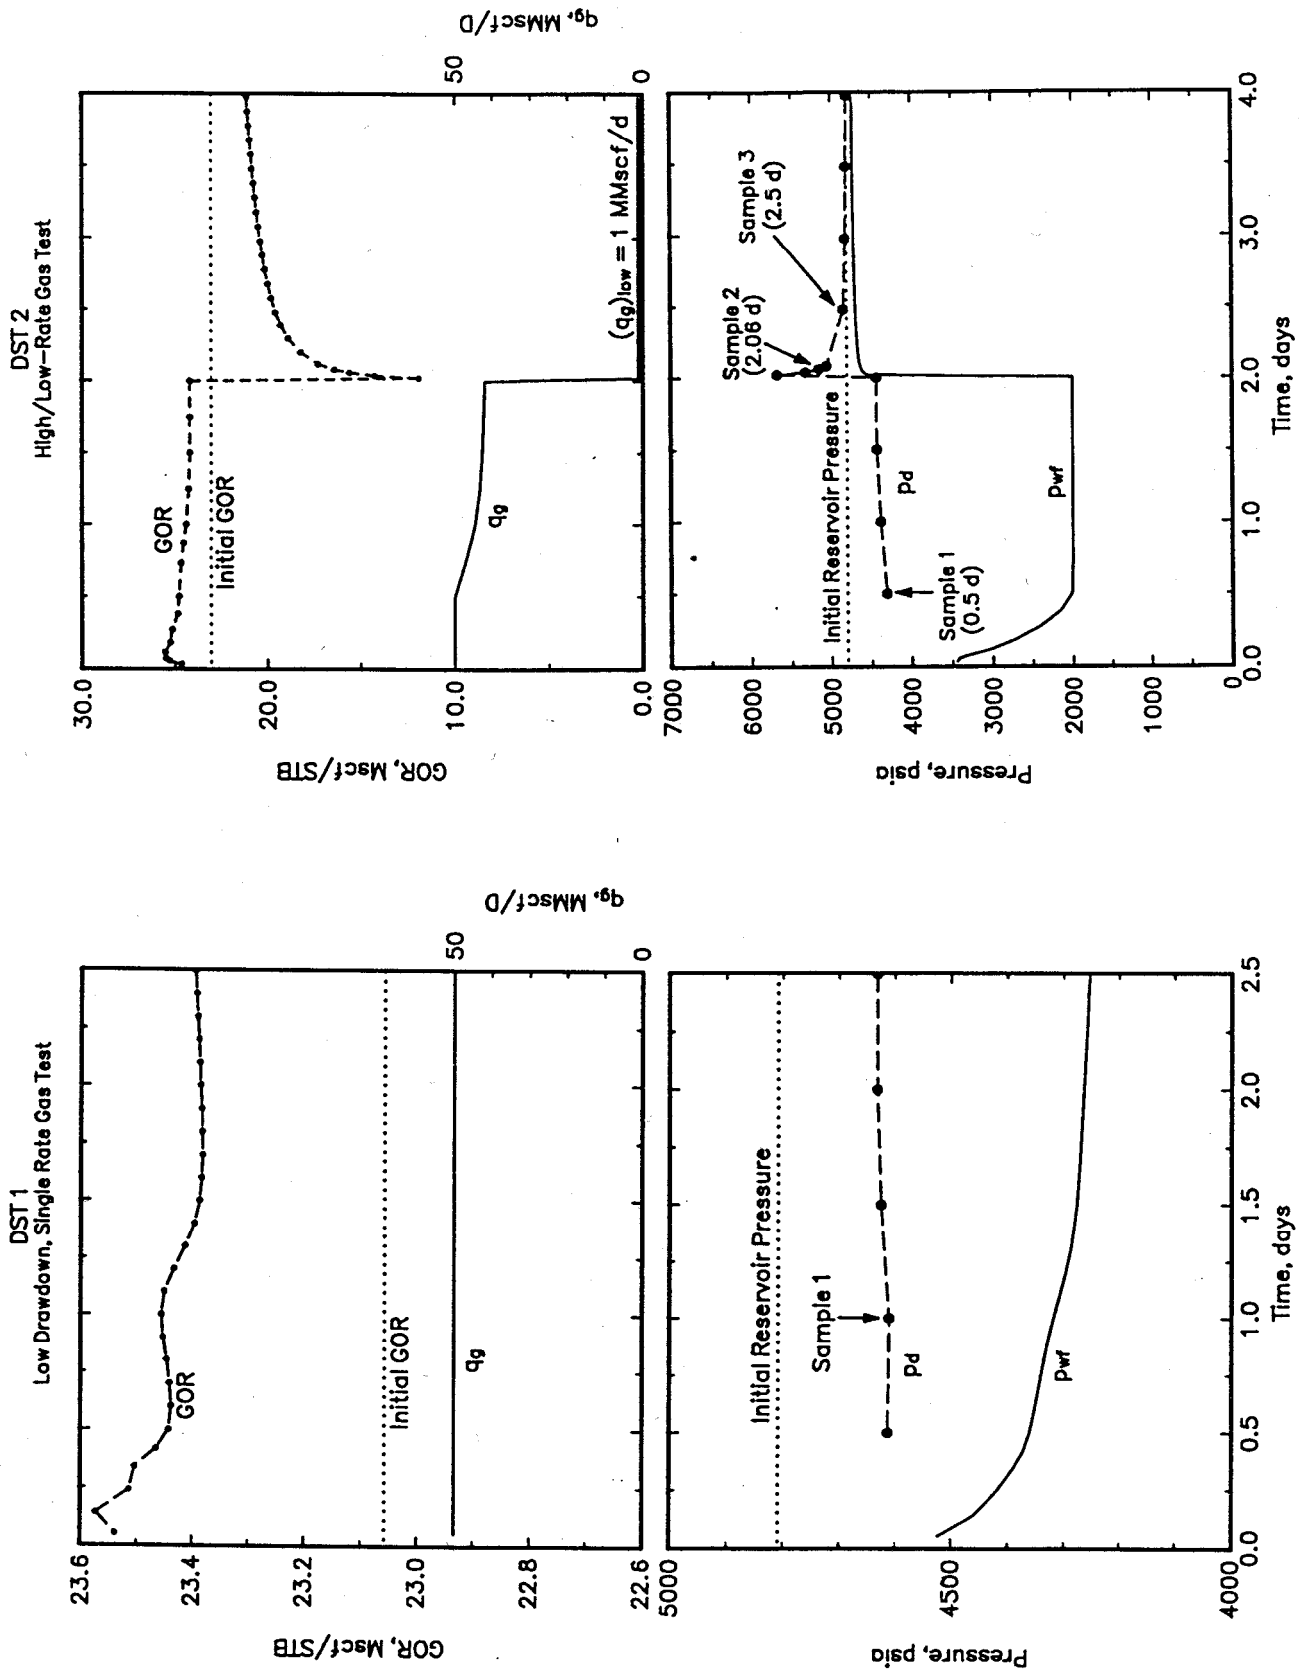 DST 1
Low Drawdown, Single Rate Gas Test
GOR, Mscf/STB
23.6
23.4
23.2
23.0
22.8
22.6
GOR
Initial GOR
qg
50
0
qg, MMscf/D
Pressure, psia
5000
4500
4000
Initial Reservoir Pressure
Sample 1
pd
pwf
0.0
0.5
1.0
1.5
2.0
2.5
Time, days
DST 2
High/Low-Rate Gas Test
GOR, Mscf/STB
30.0
20.0
10.0
0.0
GOR
Initial GOR
qg
(qg)low = 1 MMscf/d
50
0
qg, MMscf/D
Pressure, psia
7000
5000
4000
3000
2000
1000
0
Initial Reservoir Pressure
Sample 1
(0.5 d)
Sample 2
(2.06 d)
Sample 3
(2.5 d)
pd
pwf
0.0
1.0
2.0
3.0
4.0
Time, days